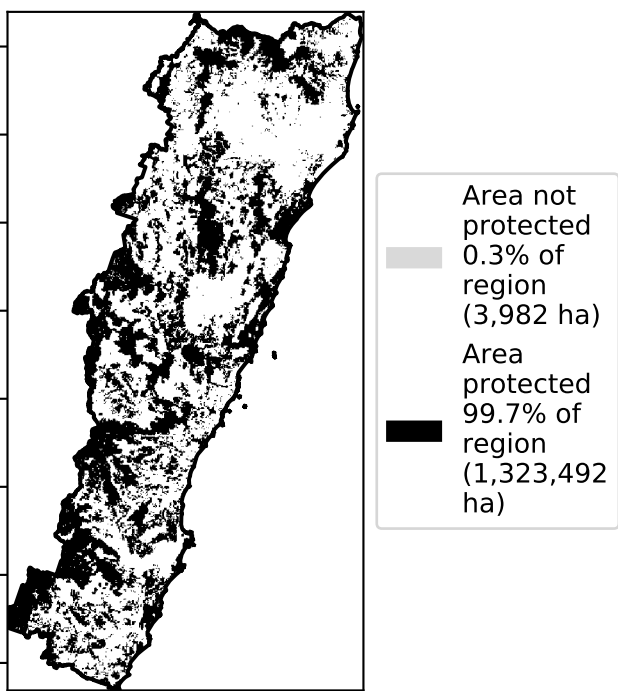 Area not
protected
0.3% of
region
(3,982 ha)
Area
protected
99.7% of
region
(1,323,492
ha)